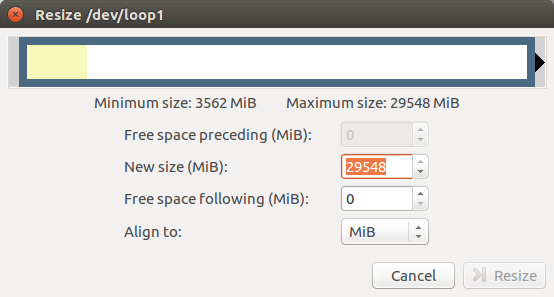 Resize /dev/loop1
Minimum size: 3562 MiB Maximum size: 29548 MiB
Free space preceding (MiB): 0
New size (MiB): 29548
Free space following (MiB): 0
Align to: MiB
Cancel Resize